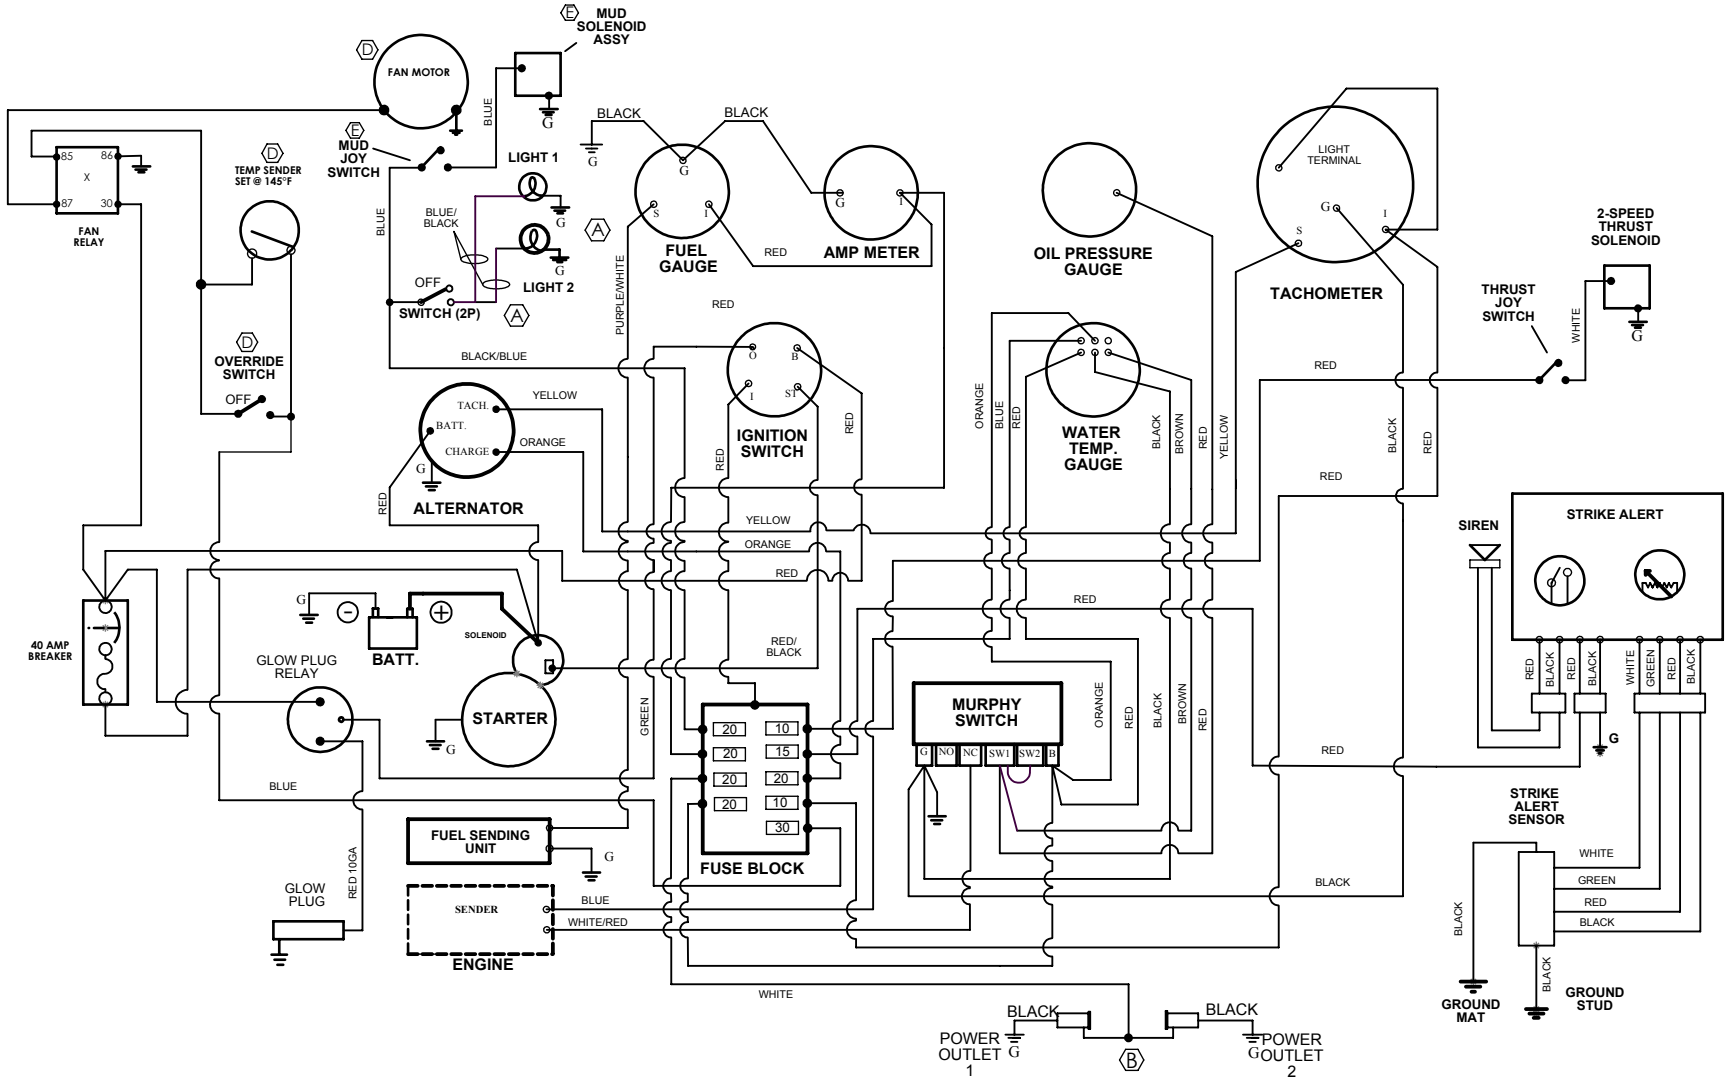 E
MUD
SOLENOID
ASSY
D
FAN MOTOR
BLUE
G
E
MUD
JOY
SWITCH
85
86
X
87
30
FAN
RELAY
D
TEMP SENDER
SET @ 145°F
LIGHT 1
G
BLUE
BLUE/
BLACK
A
G
LIGHT 2
OFF
SWITCH (2P)
A
BLACK
BLACK
G
G
S
I
FUEL
GAUGE
RED
G
I
AMP METER
OIL PRESSURE
GAUGE
LIGHT
TERMINAL
G
I
S
TACHOMETER
2-SPEED
THRUST
SOLENOID
G
WHITE
THRUST
JOY
SWITCH
RED
D
OVERRIDE
SWITCH
OFF
BLACK/BLUE
PURPLE/WHITE
RED
O
B
I
ST
IGNITION
SWITCH
RED
RED
TACH.
BATT.
CHARGE
G
YELLOW
ORANGE
RED
ALTERNATOR
ORANGE
BLUE
RED
WATER
TEMP.
GAUGE
BLACK
BROWN
RED
YELLOW
BLACK
RED
RED
YELLOW
ORANGE
RED
SIREN
STRIKE ALERT
RED
BLACK
RED
BLACK
WHITE
GREEN
RED
BLACK
G
40 AMP
BREAKER
G
BATT.
SOLENOID
STARTER
G
GLOW PLUG
RELAY
RED/
BLACK
RED
GREEN
MURPHY
SWITCH
G
NO
NC
SW1
SW2
B
ORANGE
RED
BLACK
BROWN
RED
RED
20
10
20
15
20
20
20
10
30
FUSE BLOCK
BLUE
FUEL SENDING
UNIT
G
RED 10GA
GLOW
PLUG
SENDER
ENGINE
BLUE
WHITE/RED
BLACK
WHITE
STRIKE
ALERT
SENSOR
WHITE
GREEN
RED
BLACK
BLACK
BLACK
GROUND
MAT
GROUND
STUD
BLACK
BLACK
POWER
OUTLET
1
G
B
G
POWER
OUTLET
2